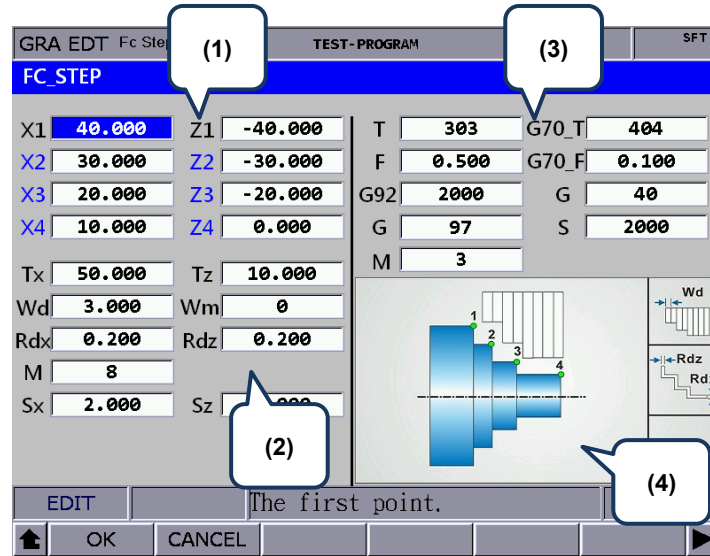 GRA EDT Fc Ste (1) TEST-PROGRAM (3) SFT
FC_STEP
X1 40.000 Z1 -40.000 T 303 G70_T 404
X2 30.000 Z2 -30.000 F 0.500 G70_F 0.100
X3 20.000 Z3 -20.000 G92 2000 G 40
X4 10.000 Z4 0.000 G 97 S 2000
M 3
Tx 50.000 Tz 10.000
Wd 3.000 Wm 0
Rdx 0.200 Rdz 0.200
M 8
Sx 2.000 Sz
(2)
1
2
3
4
Wd
Rdz
(4)
EDIT The first point.
OK CANCEL